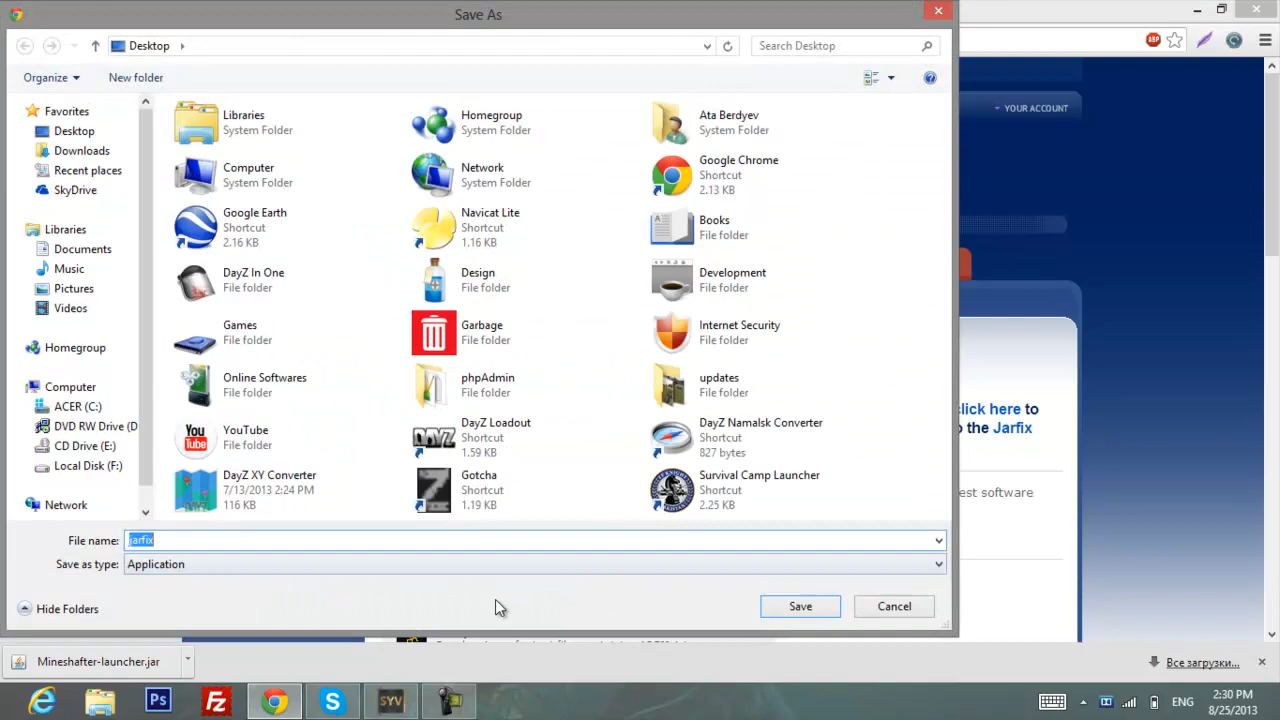 Save As
Desktop
Search Desktop
Organize
New folder
ABP
YOUR ACCOUNT
Favorites
Desktop
Downloads
Recent places
SkyDrive
Libraries
Documents
Music
Pictures
Videos
Homegroup
Computer
ACER (C:)
DVD RW Drive (D
CD Drive (E:)
Local Disk (F:)
Network
Libraries
System Folder
Homegroup
System Folder
Ata Berdyev
System Folder
Computer
System Folder
Network
System Folder
Google Chrome
Shortcut
2.13 KB
Google Earth
Shortcut
2.16 KB
Navicat Lite
Shortcut
1.16 KB
Books
File folder
DayZ In One
File folder
Design
File folder
Development
File folder
Games
File folder
Garbage
File folder
Internet Security
File folder
Online Softwares
File folder
phpAdmin
File folder
updates
File folder
You
Tube
YouTube
File folder
DAYZ
DayZ Loadout
Shortcut
1.59 KB
DayZ Namalsk Converter
Shortcut
827 bytes
DayZ XY Converter
7/13/2013 2:24 PM
116 KB
Gotcha
Shortcut
1.19 KB
Survival Camp Launcher
Shortcut
2.25 KB
click here to
the Jarfix
est software
File name: jarfix
Save as type: Application
Hide Folders
Save
Cancel
Mineshafter-launcher.jar
Все загрузки...
Ps
Fz
SYV
ENG
2:30 PM
8/25/2013